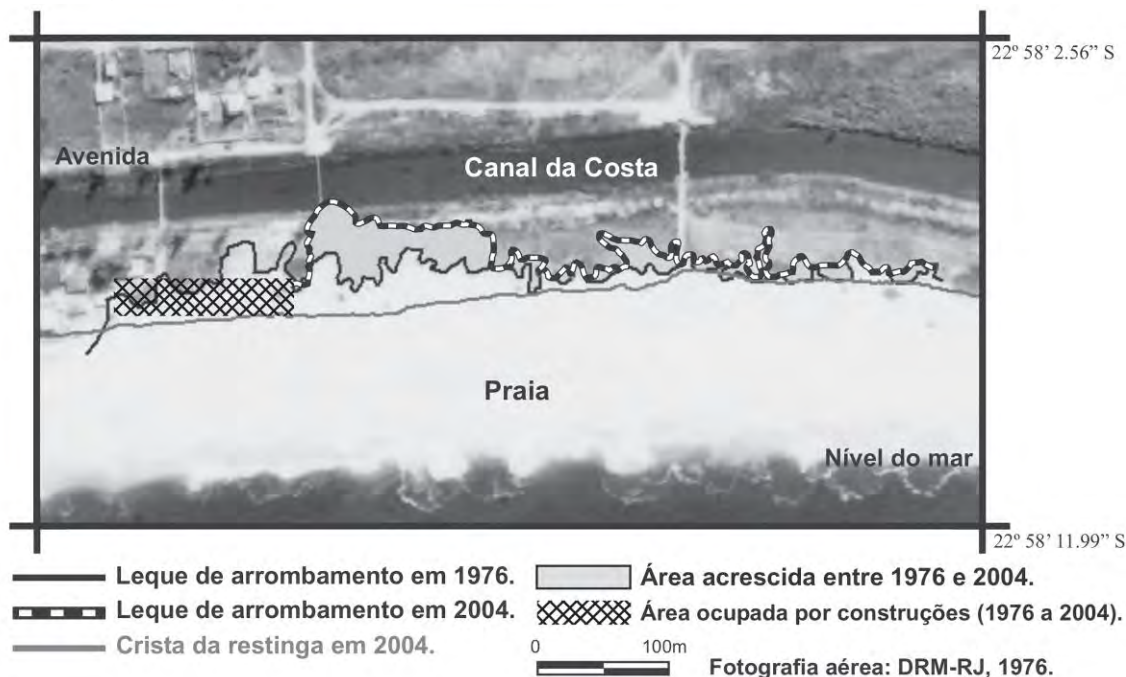 22º 58’ 2.56” S
Avenida
Canal da Costa
Praia
Nível do mar
22º 58’ 11.99” S
Leque de arrombamento em 1976.
Leque de arrombamento em 2004.
Crista da restinga em 2004.
Área acrescida entre 1976 e 2004.
Área ocupada por construções (1976 a 2004).
0 100m
Fotografia aérea: DRM-RJ, 1976.